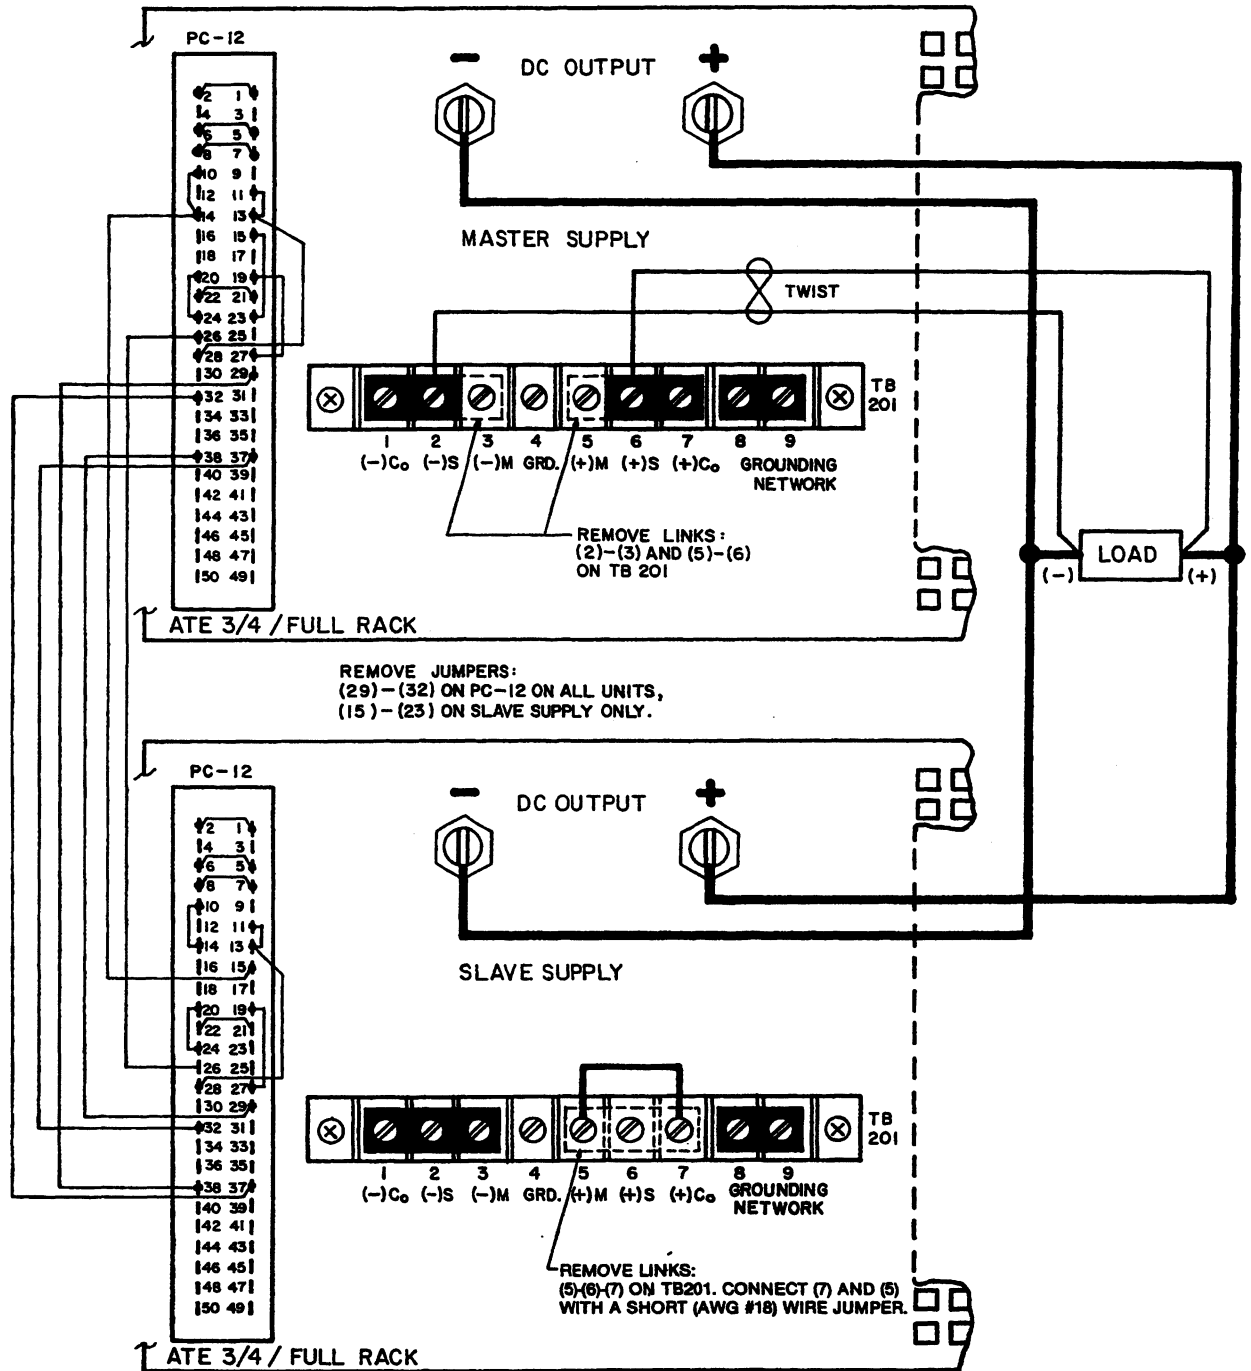 PC-12
− DC OUTPUT +
2 1
4 3
6 5
8 7
10 9
12 11
14 13
16 15
18 17
20 19
22 21
24 23
26 25
28 27
30 29
32 31
34 33
36 35
38 37
40 39
42 41
44 43
46 45
48 47
50 49
MASTER SUPPLY
TWIST
TB
201
1 2 3 4 5 6 7 8 9
(-)Co (-)S (-)M GRD. (+)M (+)S (+)Co GROUNDING
NETWORK
REMOVE LINKS:
(2)-(3) AND (5)-(6)
ON TB 201
LOAD
(-) (+)
ATE 3/4 / FULL RACK
REMOVE JUMPERS:
(29)-(32) ON PC-12 ON ALL UNITS,
(15)-(23) ON SLAVE SUPPLY ONLY.
PC-12
− DC OUTPUT +
2 1
4 3
6 5
8 7
10 9
12 11
14 13
16 15
18 17
20 19
22 21
24 23
26 25
28 27
30 29
32 31
34 33
36 35
38 37
40 39
42 41
44 43
46 45
48 47
50 49
SLAVE SUPPLY
TB
201
1 2 3 4 5 6 7 8 9
(-)Co (-)S (-)M GRD. (+)M (+)S (+)Co GROUNDING
NETWORK
REMOVE LINKS:
(5)-(6)-(7) ON TB201. CONNECT (7) AND (5)
WITH A SHORT (AWG #18) WIRE JUMPER.
ATE 3/4 / FULL RACK